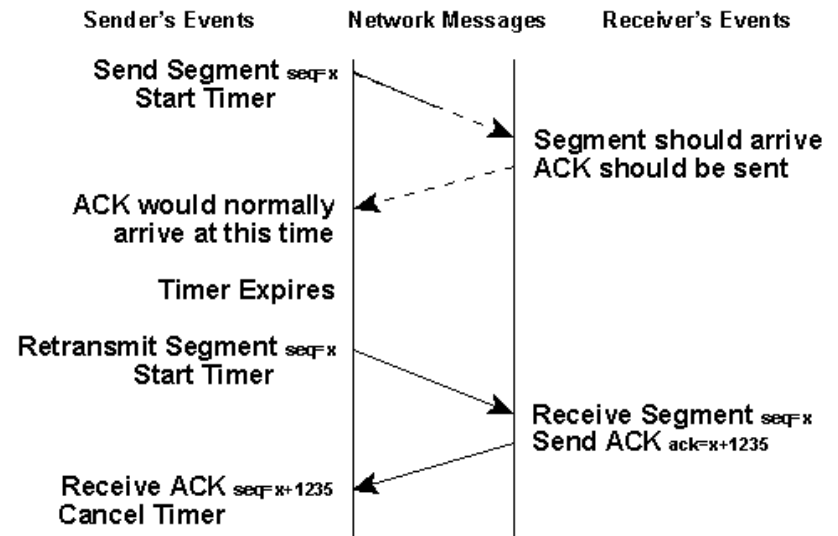 Sender's Events Network Messages Receiver's Events
Send Segment seq=x
Start Timer
Segment should arrive
ACK should be sent
ACK would normally
arrive at this time
Timer Expires
Retransmit Segment seq=x
Start Timer
Receive Segment seq=x
Send ACK ack=x+1235
Receive ACK seq=x+1235
Cancel Timer